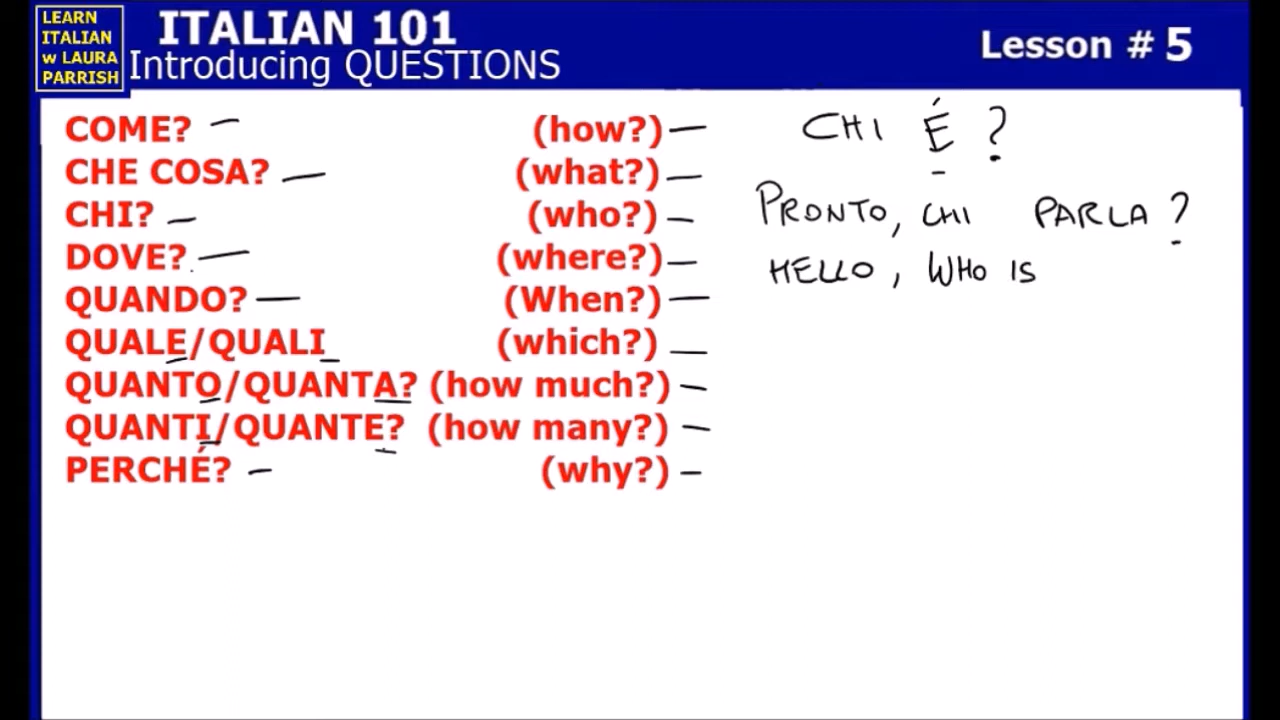 LEARN
ITALIAN
w LAURA
PARRISH
ITALIAN 101
Introducing QUESTIONS
Lesson # 5
COME? (how?)
CHE COSA? (what?)
CHI? (who?)
DOVE? (where?)
QUANDO? (When?)
QUALE/QUALI (which?)
QUANTO/QUANTA? (how much?)
QUANTI/QUANTE? (how many?)
PERCHÉ? (why?)
CHI É ?
PRONTO, CHI PARLA ?
HELLO, WHO IS